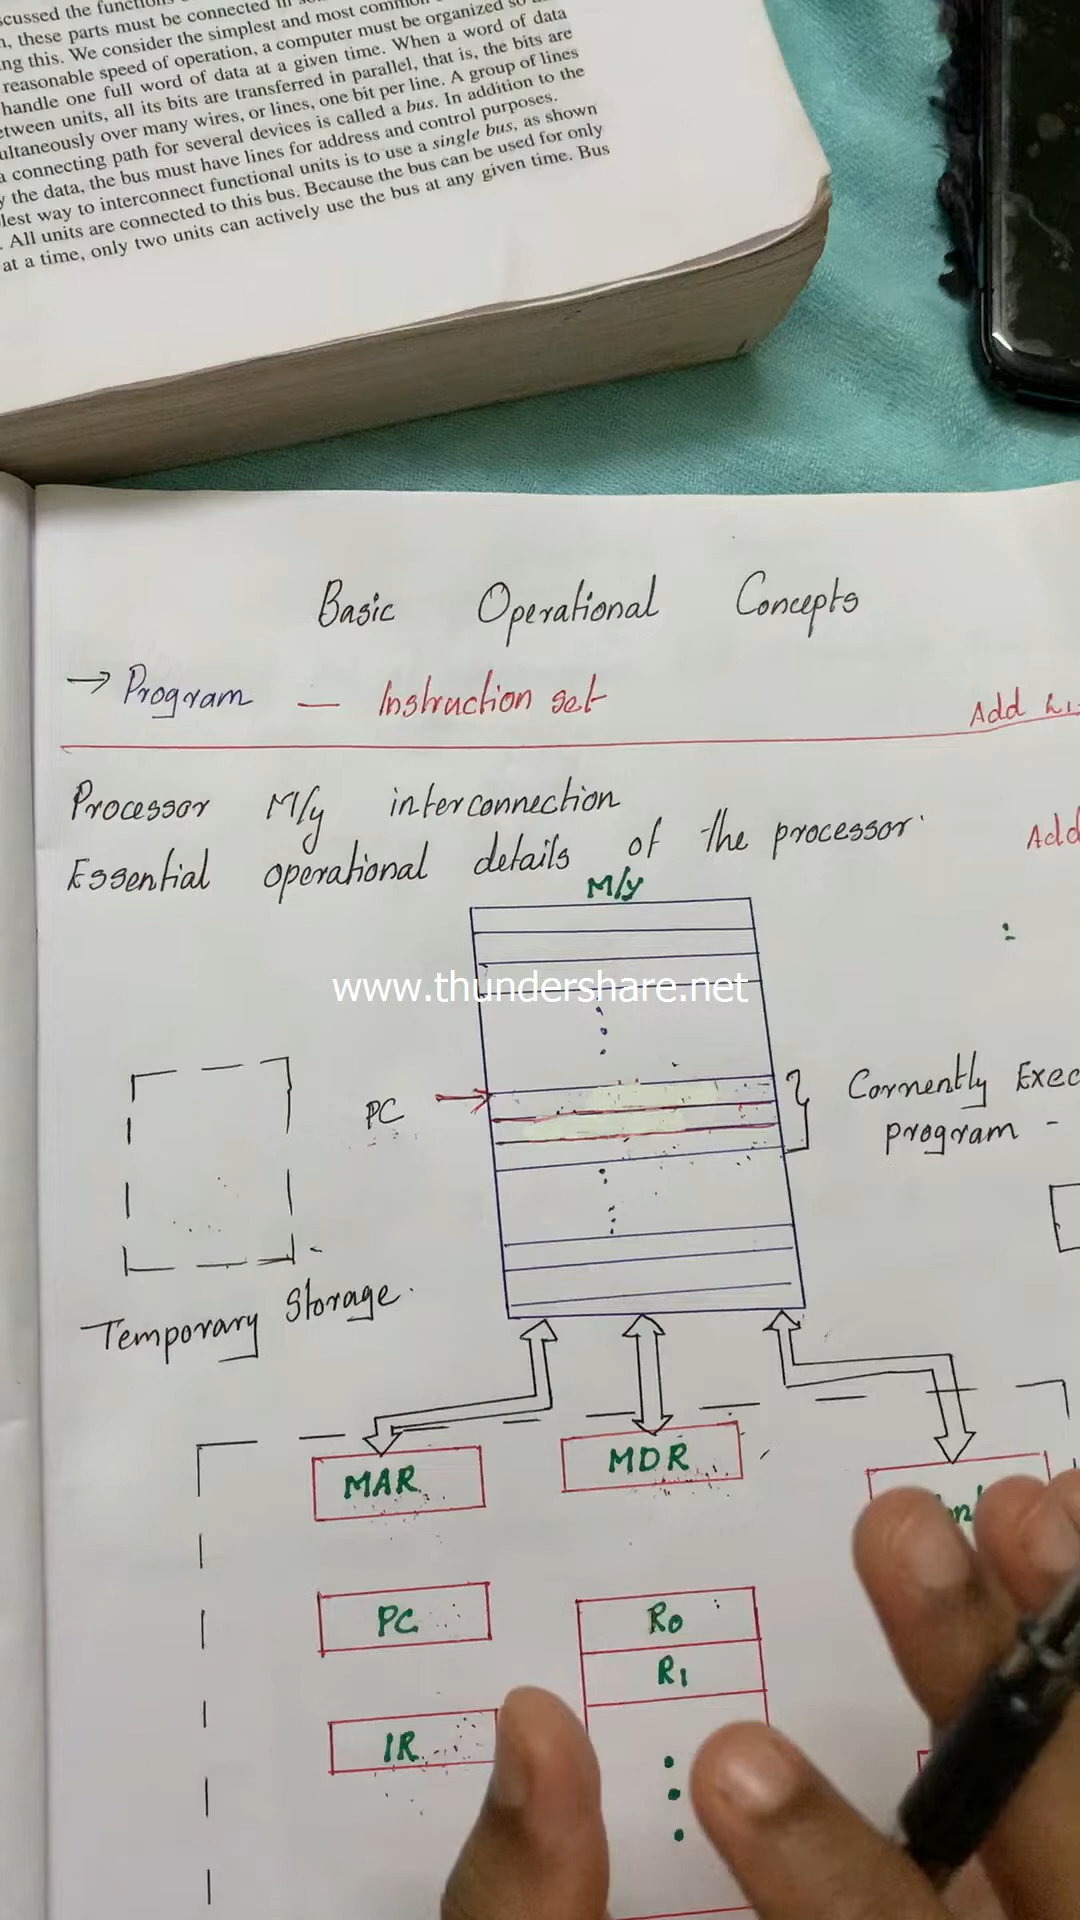 scussed the functions
, these parts must be connected in
ng this. We consider the simplest and most common
reasonable speed of operation, a computer must be organized so
handle one full word of data at a given time. When a word of data
etween units, all its bits are transferred in parallel, that is, the bits are
ultaneously over many wires, or lines, one bit per line. A group of lines
a connecting path for several devices is called a bus. In addition to the
y the data, the bus must have lines for address and control purposes.
lest way to interconnect functional units is to use a single bus, as shown
. All units are connected to this bus. Because the bus can be used for only
at a time, only two units can actively use the bus at any given time. Bus
Basic Operational Concepts
→ Program — Instruction set
Add
Processor M/y interconnection
Essential operational details of the processor.
Add
M/y
www.thundershare.net
PC
Currently Exec
program -
Temporary Storage.
MAR
MDR
PC
R0
R1
IR